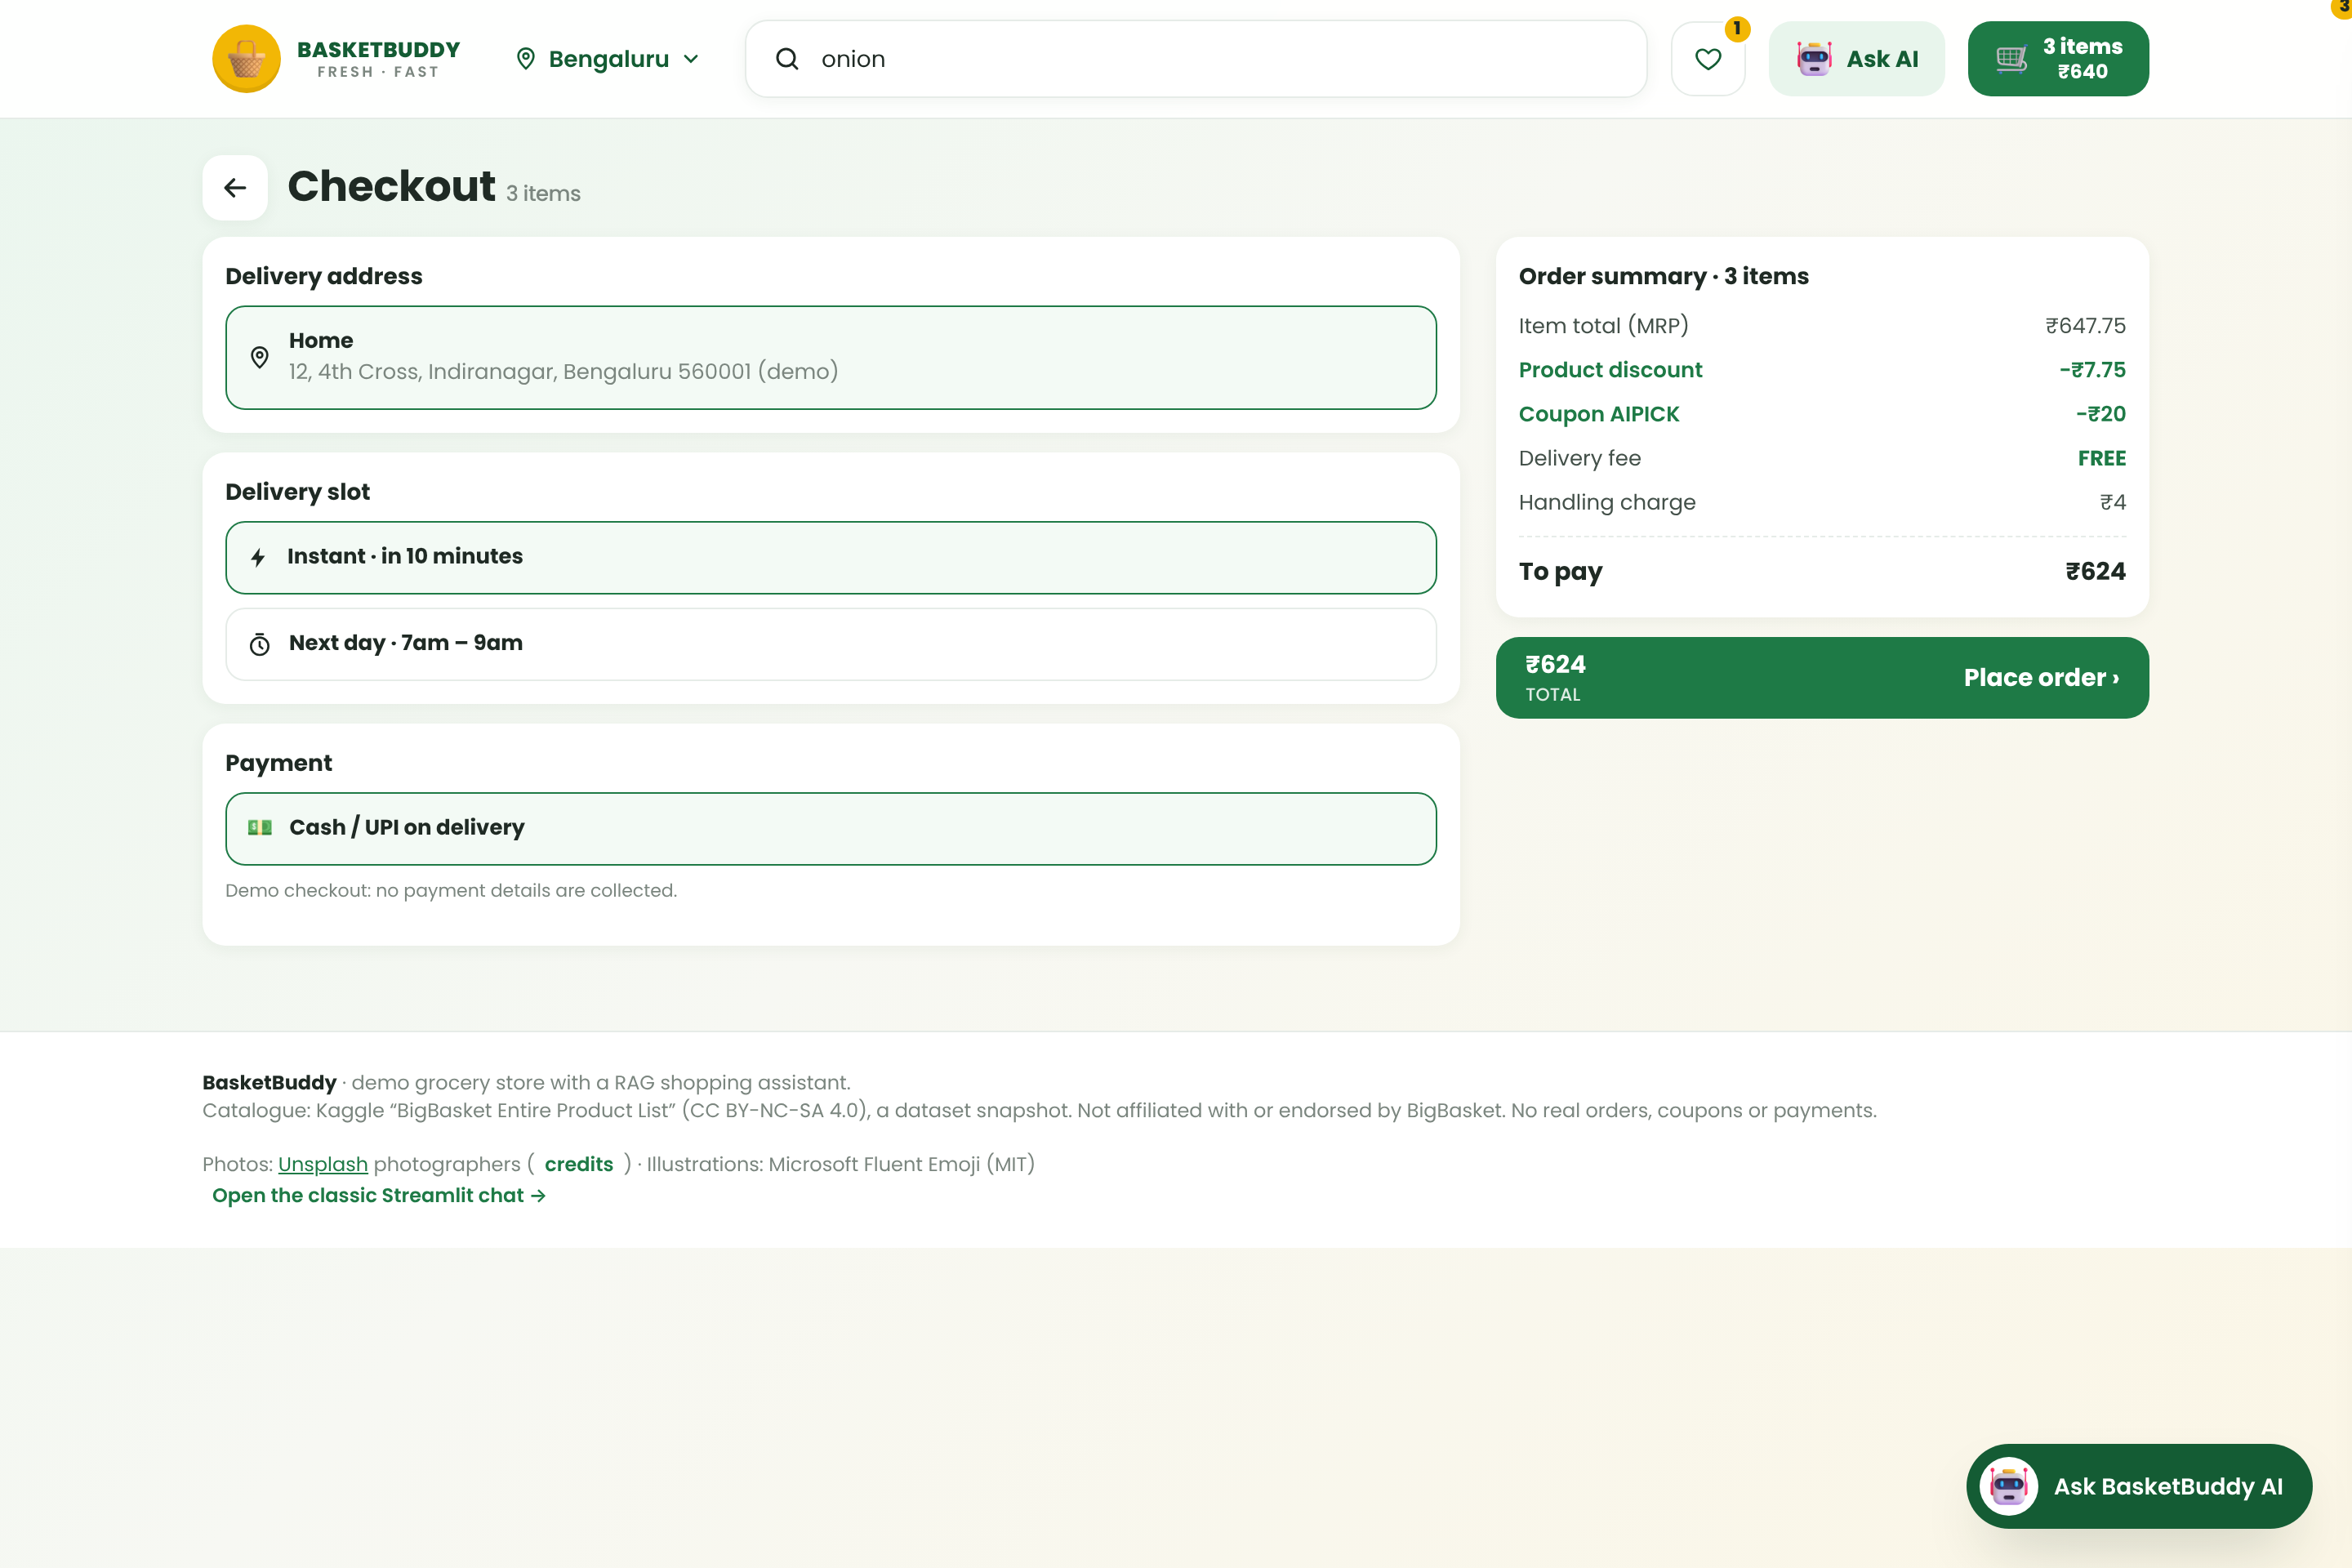 BASKETBUDDY
FRESH · FAST
Bengaluru
onion
1
Ask AI
3 items
₹640
3
Checkout 3 items
Delivery address
Home
12, 4th Cross, Indiranagar, Bengaluru 560001 (demo)
Delivery slot
Instant · in 10 minutes
Next day · 7am – 9am
Payment
Cash / UPI on delivery
Demo checkout: no payment details are collected.
Order summary · 3 items
Item total (MRP) ₹647.75
Product discount -₹7.75
Coupon AIPICK -₹20
Delivery fee FREE
Handling charge ₹4
To pay ₹624
₹624
TOTAL
Place order ›
BasketBuddy · demo grocery store with a RAG shopping assistant.
Catalogue: Kaggle “BigBasket Entire Product List” (CC BY-NC-SA 4.0), a dataset snapshot. Not affiliated with or endorsed by BigBasket. No real orders, coupons or payments.
Photos: Unsplash photographers ( credits ) · Illustrations: Microsoft Fluent Emoji (MIT)
Open the classic Streamlit chat →
Ask BasketBuddy AI